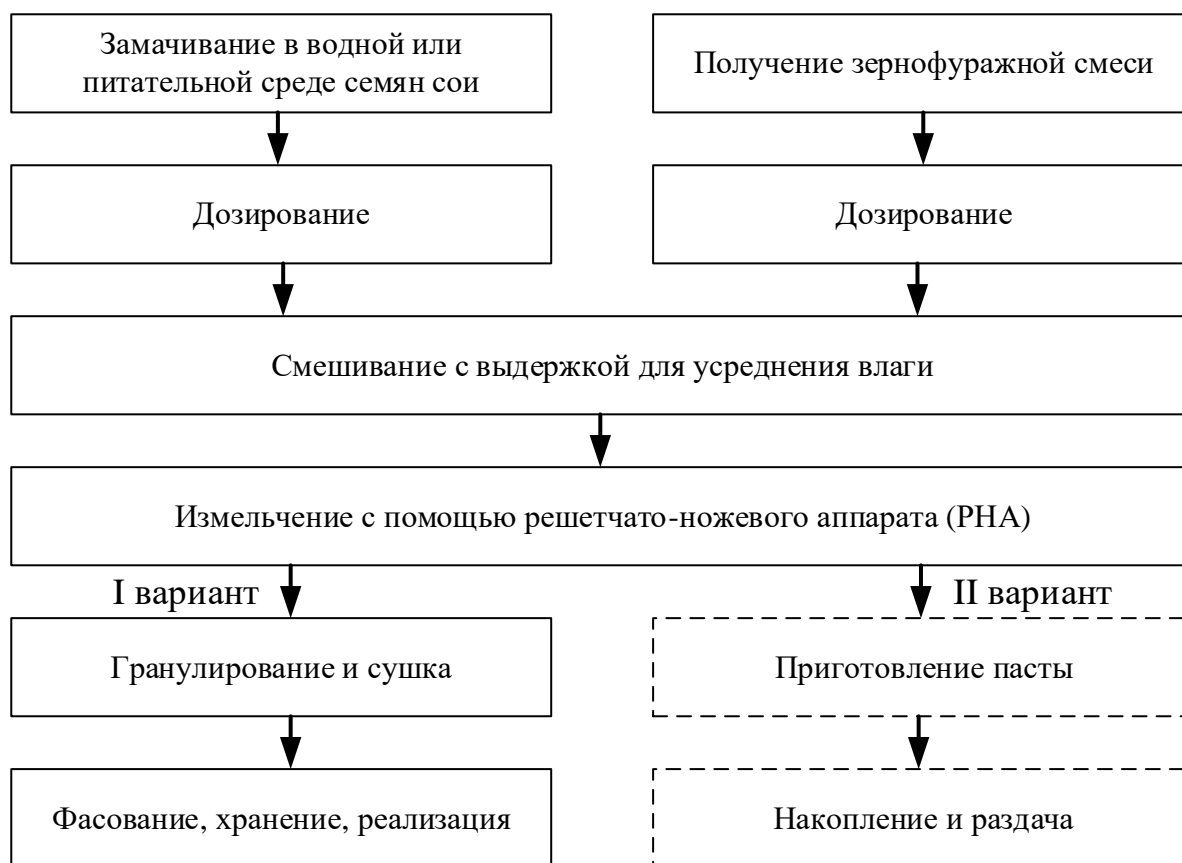 Замачивание в водной или
питательной среде семян сои
Получение зернофуражной смеси
Дозирование
Дозирование
Смешивание с выдержкой для усреднения влаги
Измельчение с помощью решетчато-ножевого аппарата (РНА)
I вариант
II вариант
Гранулирование и сушка
Приготовление пасты
Фасование, хранение, реализация
Накопление и раздача